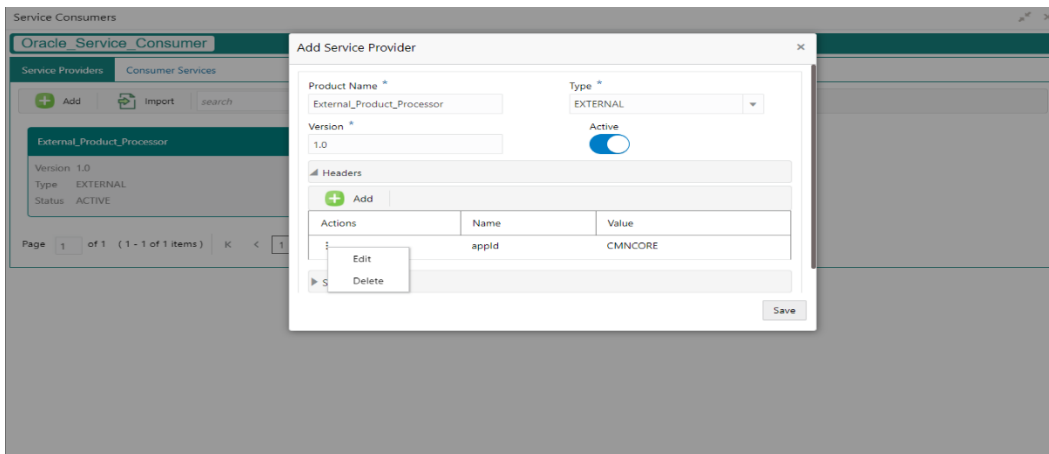 Service Consumers
Oracle_Service_Consumer
Service Providers Consumer Services
Add Import search
External_Product_Processor
Version 1.0
Type EXTERNAL
Status ACTIVE
Page 1 of 1 (1 - 1 of 1 items) K < 1
Add Service Provider ×
Product Name * Type *
External_Product_Processor EXTERNAL
Version * Active
1.0
Headers
Add
Actions Name Value
appId CMNCORE
Edit
Delete
S
Save